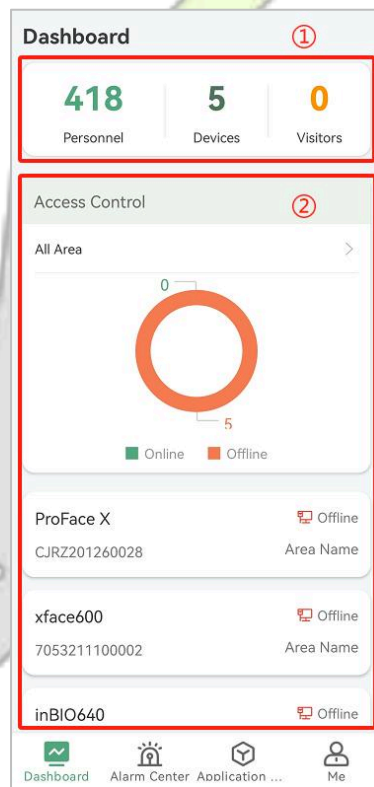 Dashboard ①
418 5 0
Personnel Devices Visitors
Access Control ②
All Area
0
5
Online Offline
ProFace X Offline
CJRZ201260028 Area Name
xface600 Offline
7053211100002 Area Name
inBIO640 Offline
Dashboard Alarm Center Application ... Me